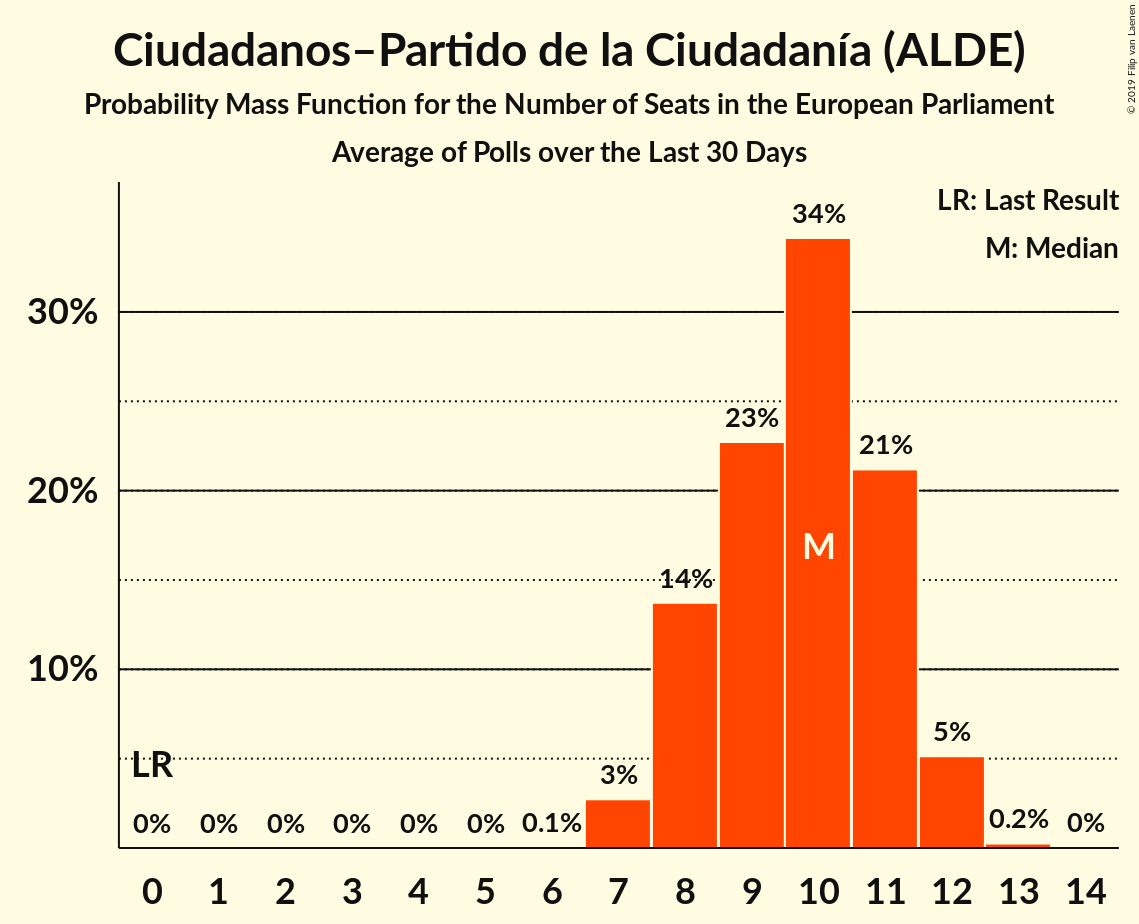 Ciudadanos–Partido de la Ciudadanía (ALDE)
Probability Mass Function for the Number of Seats in the European Parliament
Average of Polls over the Last 30 Days
© 2019 Filip van Laenen
LR: Last Result
M: Median
34%
30%
23%
21%
20%
M
14%
10%
LR
5%
3%
0% 0% 0% 0% 0% 0% 0.1% 0.2% 0%
0 1 2 3 4 5 6 7 8 9 10 11 12 13 14